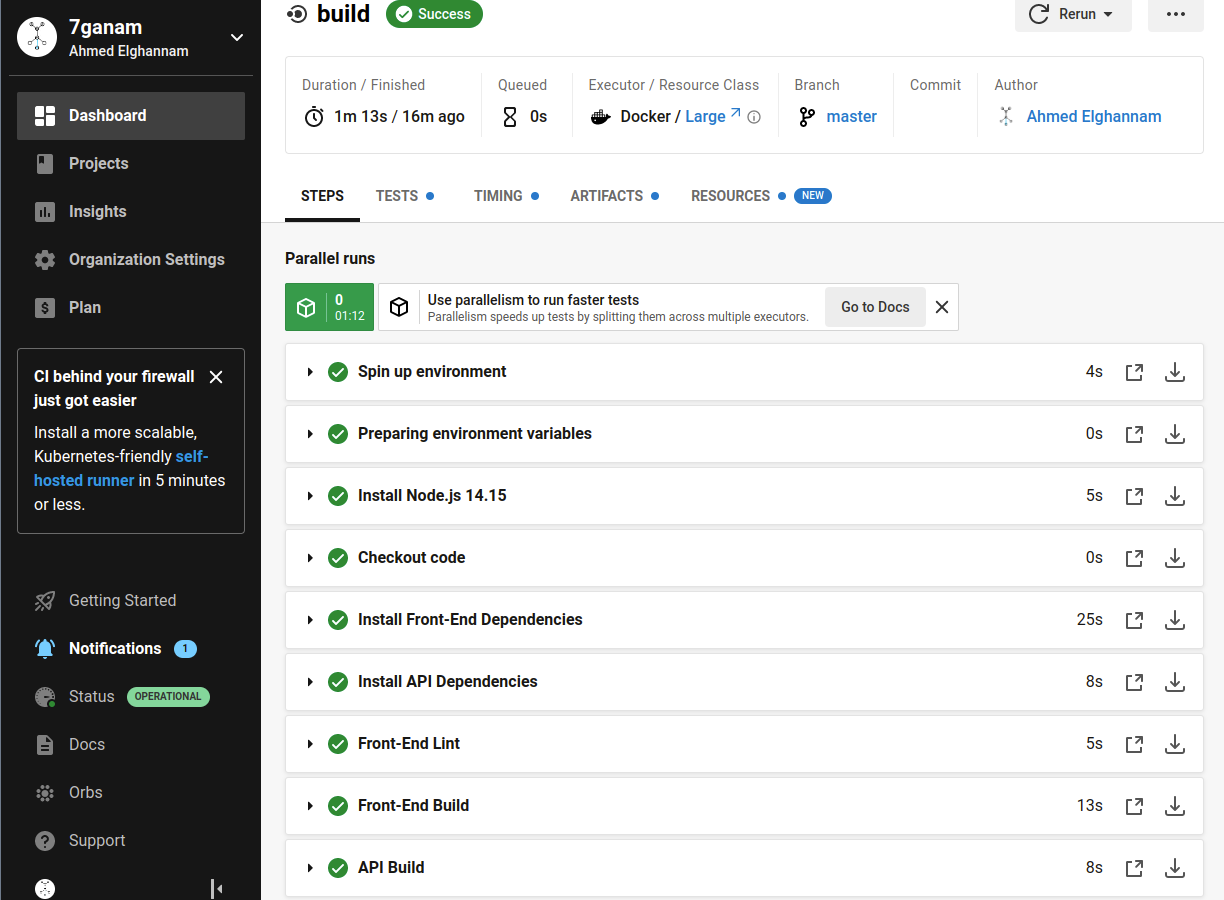 7ganam
Ahmed Elghannam
Dashboard
Projects
Insights
Organization Settings
Plan
CI behind your firewall
just got easier
Install a more scalable,
Kubernetes-friendly self-
hosted runner in 5 minutes
or less.
Getting Started
Notifications 1
Status OPERATIONAL
Docs
Orbs
Support
build Success Rerun
Duration / Finished Queued Executor / Resource Class Branch Commit Author
1m 13s / 16m ago 0s Docker / Large master Ahmed Elghannam
STEPS TESTS TIMING ARTIFACTS RESOURCES NEW
Parallel runs
0
01:12
Use parallelism to run faster tests
Parallelism speeds up tests by splitting them across multiple executors.
Go to Docs
Spin up environment 4s
Preparing environment variables 0s
Install Node.js 14.15 5s
Checkout code 0s
Install Front-End Dependencies 25s
Install API Dependencies 8s
Front-End Lint 5s
Front-End Build 13s
API Build 8s